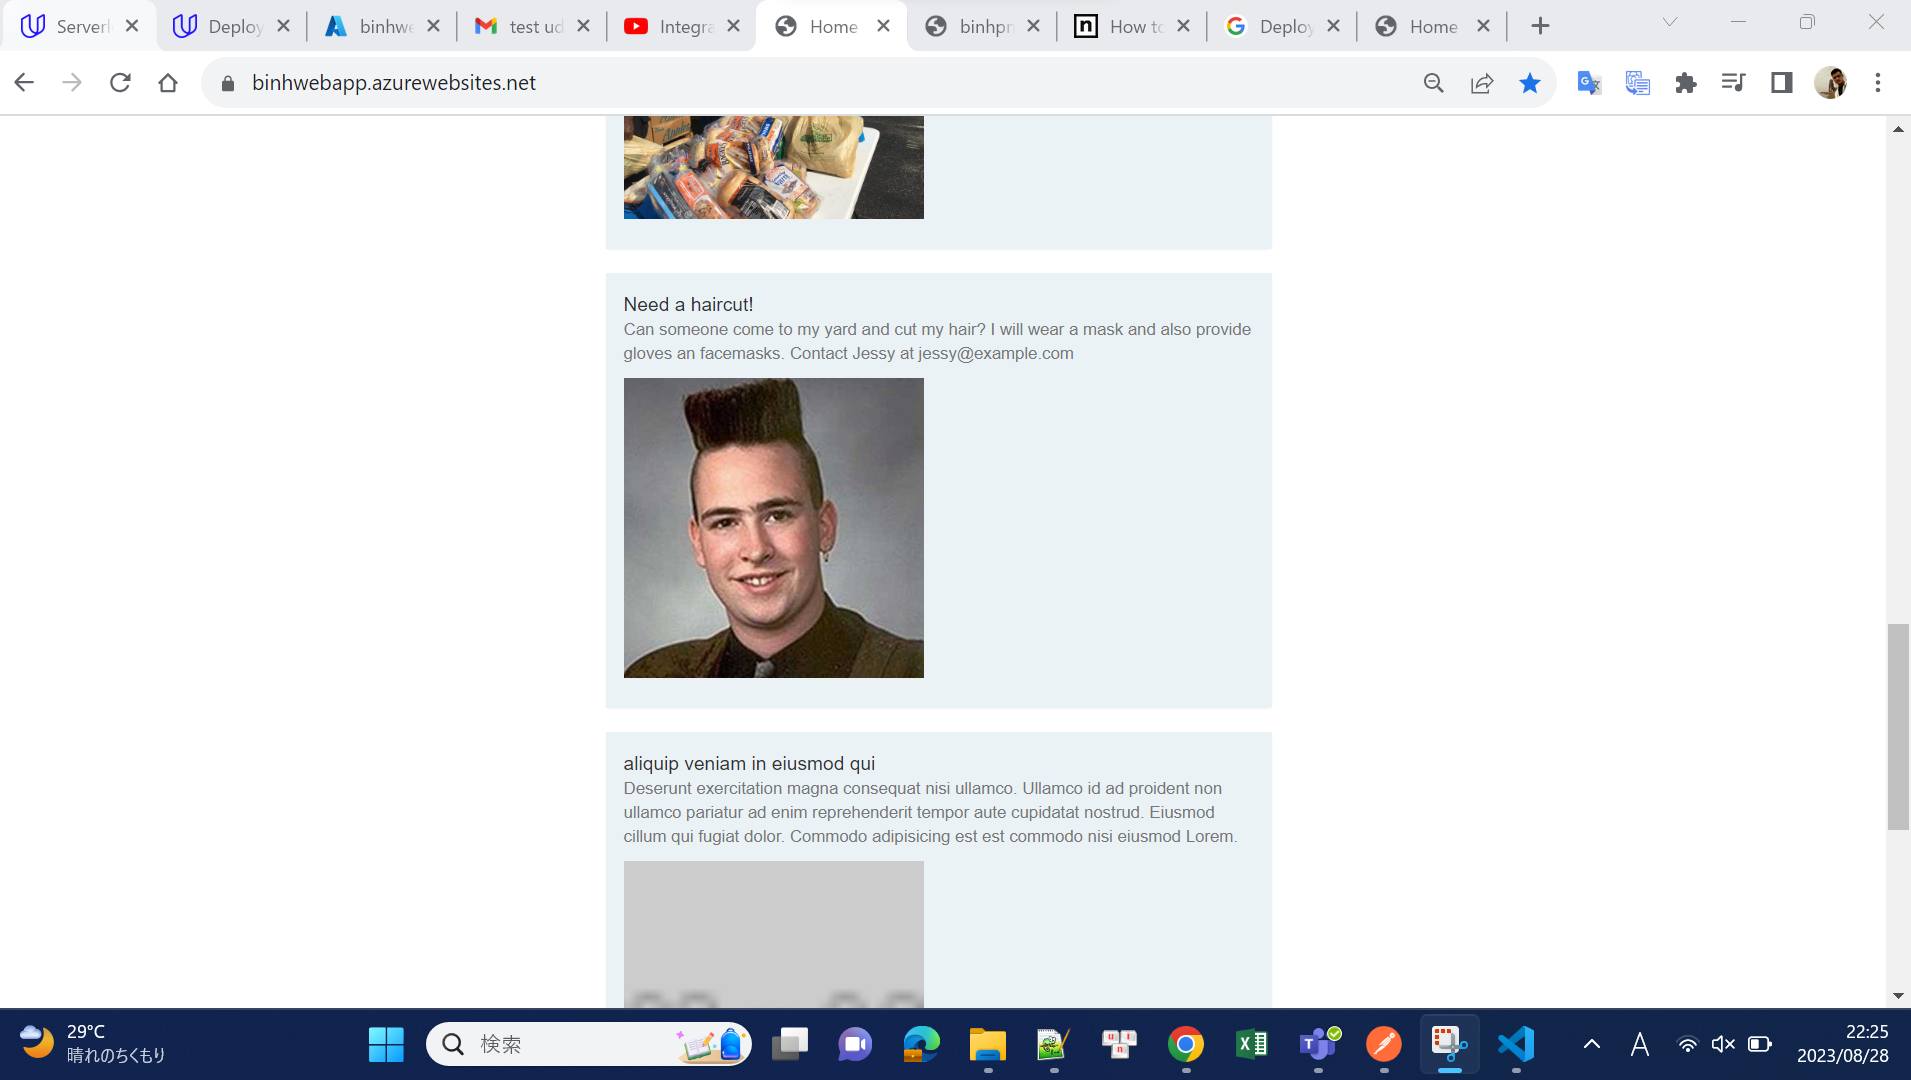 Serverl
Deploy
binhwe
test ud
Integra
Home
binhpr
How to
Deploy
Home
binhwebapp.azurewebsites.net
Need a haircut!
Can someone come to my yard and cut my hair? I will wear a mask and also provide
gloves an facemasks. Contact Jessy at jessy@example.com
aliquip veniam in eiusmod qui
Deserunt exercitation magna consequat nisi ullamco. Ullamco id ad proident non
ullamco pariatur ad enim reprehenderit tempor aute cupidatat nostrud. Eiusmod
cillum qui fugiat dolor. Commodo adipisicing est est commodo nisi eiusmod Lorem.
29°C
晴れのちくもり
検索
A
22:25
2023/08/28